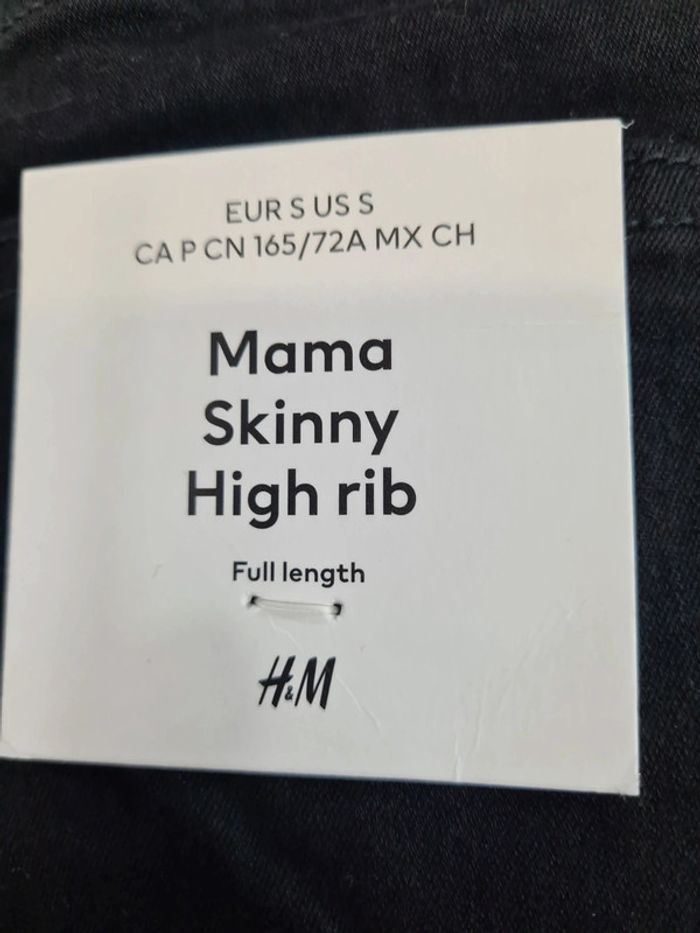 EUR S US S
CA P CN 165/72A MX CH
Mama
Skinny
High rib
Full length
H&M